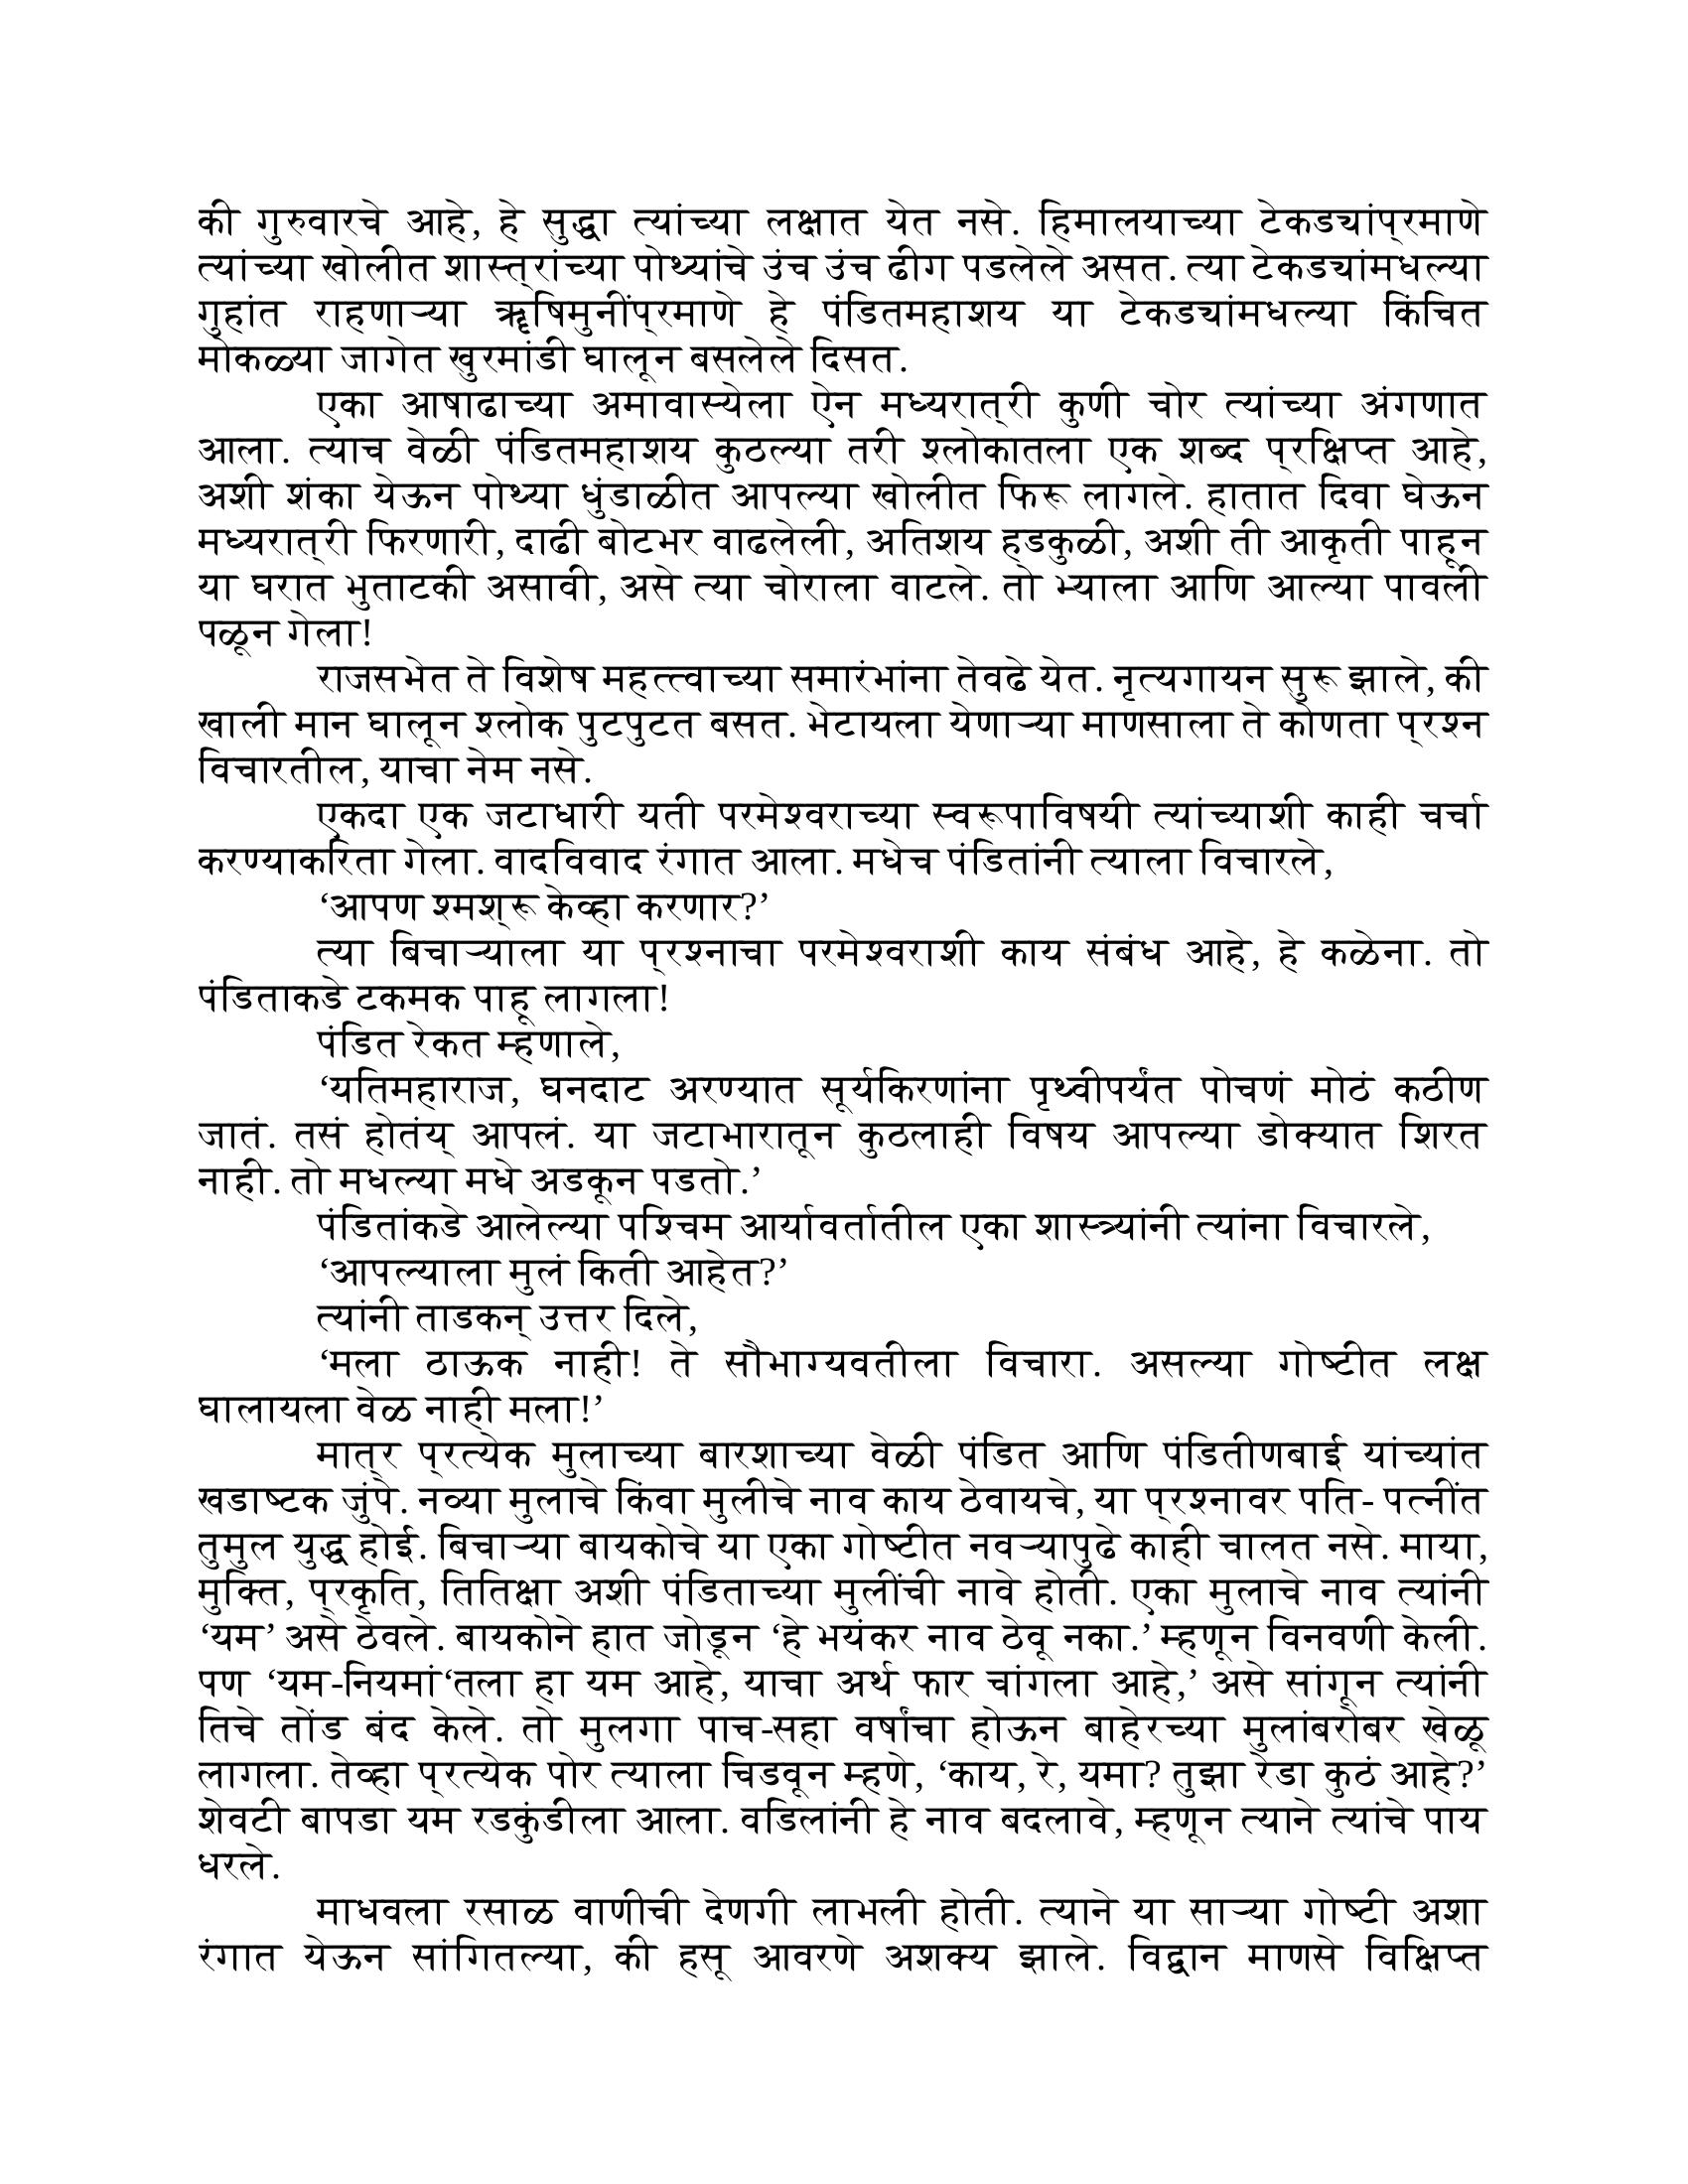 की गुरुवारचे आहे, हे सुद्धा त्यांच्या लक्षात येत नसे. हिमालयाच्या टेकड्यांप्रमाणे
त्यांच्या खोलीत शास्त्रांच्या पोथ्यांचे उंच उंच ढीग पडलेले असत. त्या टेकड्यांमधल्या
गुहांत राहणाऱ्या ॠषिमुनींप्रमाणे हे पंडितमहाशय या टेकड्यांमधल्या किंचित
मोकळ्या जागेत खुरमांडी घालून बसलेले दिसत.
एका आषाढाच्या अमावास्येला ऐन मध्यरात्री कुणी चोर त्यांच्या अंगणात
आला. त्याच वेळी पंडितमहाशय कुठल्या तरी श्लोकातला एक शब्द प्रक्षिप्त आहे,
अशी शंका येऊन पोथ्या धुंडाळीत आपल्या खोलीत फिरू लागले. हातात दिवा घेऊन
मध्यरात्री फिरणारी, दाढी बोटभर वाढलेली, अतिशय हडकुळी, अशी ती आकृती पाहून
या घरात भुताटकी असावी, असे त्या चोराला वाटले. तो भ्याला आणि आल्या पावली
पळून गेला!
राजसभेत ते विशेष महत्त्वाच्या समारंभांना तेवढे येत. नृत्यगायन सुरू झाले, की
खाली मान घालून श्लोक पुटपुटत बसत. भेटायला येणाऱ्या माणसाला ते कोणता प्रश्न
विचारतील, याचा नेम नसे.
एकदा एक जटाधारी यती परमेश्वराच्या स्वरूपाविषयी त्यांच्याशी काही चर्चा
करण्याकरिता गेला. वादविवाद रंगात आला. मधेच पंडितांनी त्याला विचारले,
‘आपण श्मश्रू केव्हा करणार?’
त्या बिचाऱ्याला या प्रश्नाचा परमेश्वराशी काय संबंध आहे, हे कळेना. तो
पंडिताकडे टकमक पाहू लागला!
पंडित रेकत म्हणाले,
‘यतिमहाराज, घनदाट अरण्यात सूर्यकिरणांना पृथ्वीपर्यंत पोचणं मोठं कठीण
जातं. तसं होतंय् आपलं. या जटाभारातून कुठलाही विषय आपल्या डोक्यात शिरत
नाही. तो मधल्या मधे अडकून पडतो.’
पंडितांकडे आलेल्या पश्चिम आर्यावर्तातील एका शास्त्र्यांनी त्यांना विचारले,
‘आपल्याला मुलं किती आहेत?’
त्यांनी ताडकन् उत्तर दिले,
‘मला ठाऊक नाही! ते सौभाग्यवतीला विचारा. असल्या गोष्टीत लक्ष
घालायला वेळ नाही मला!’
मात्र प्रत्येक मुलाच्या बारशाच्या वेळी पंडित आणि पंडितीणबाई यांच्यांत
खडाष्टक जुंपे. नव्या मुलाचे किंवा मुलीचे नाव काय ठेवायचे, या प्रश्नावर पति- पत्नींत
तुमुल युद्ध होई. बिचाऱ्या बायकोचे या एका गोष्टीत नवऱ्यापुढे काही चालत नसे. माया,
मुक्ति, प्रकृति, तितिक्षा अशी पंडिताच्या मुलींची नावे होती. एका मुलाचे नाव त्यांनी
‘यम’ असे ठेवले. बायकोने हात जोडून ‘हे भयंकर नाव ठेवू नका.’ म्हणून विनवणी केली.
पण ‘यम-नियमां‘तला हा यम आहे, याचा अर्थ फार चांगला आहे,’ असे सांगून त्यांनी
तिचे तोंड बंद केले. तो मुलगा पाच-सहा वर्षांचा होऊन बाहेरच्या मुलांबरोबर खेळू
लागला. तेव्हा प्रत्येक पोर त्याला चिडवून म्हणे, ‘काय, रे, यमा? तुझा रेडा कुठं आहे?’
शेवटी बापडा यम रडकुंडीला आला. वडिलांनी हे नाव बदलावे, म्हणून त्याने त्यांचे पाय
धरले.
माधवला रसाळ वाणीची देणगी लाभली होती. त्याने या साऱ्या गोष्टी अशा
रंगात येऊन सांगितल्या, की हसू आवरणे अशक्य झाले. विद्वान माणसे विक्षिप्त